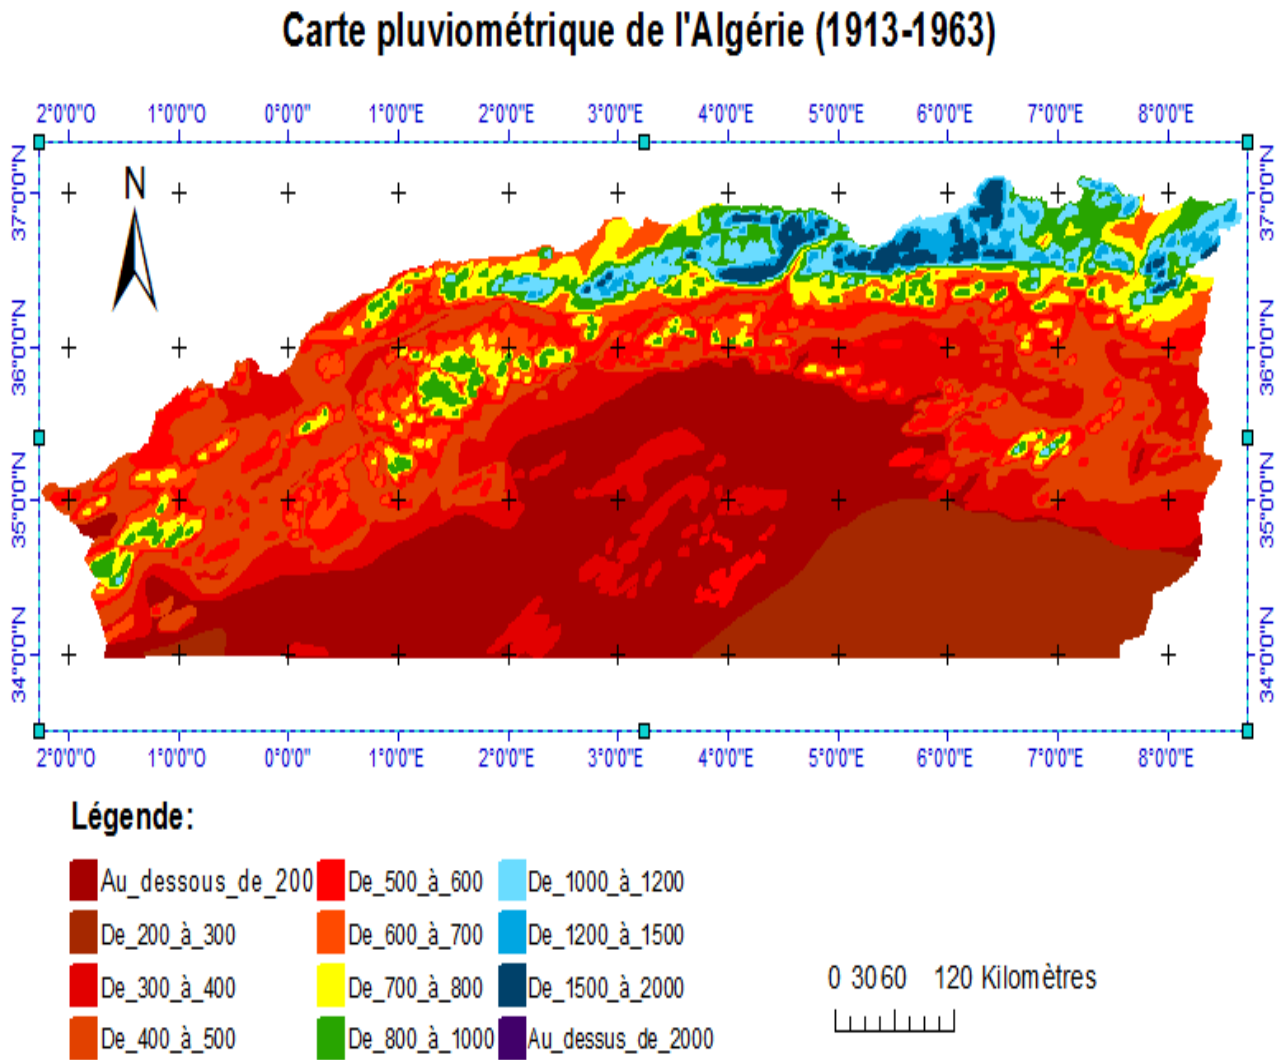 Carte pluviométrique de l'Algérie (1913-1963)
2°0'0"O 1°0'0"O 0°0'0" 1°0'0"E 2°0'0"E 3°0'0"E 4°0'0"E 5°0'0"E 6°0'0"E 7°0'0"E 8°0'0"E
N
37°0'0"N 37°0'0"N
36°0'0"N 36°0'0"N
35°0'0"N 35°0'0"N
34°0'0"N 34°0'0"N
2°0'0"O 1°0'0"O 0°0'0" 1°0'0"E 2°0'0"E 3°0'0"E 4°0'0"E 5°0'0"E 6°0'0"E 7°0'0"E 8°0'0"E
Légende:
Au_dessous_de_200 De_500_à_600 De_1000_à_1200
De_200_à_300 De_600_à_700 De_1200_à_1500
De_300_à_400 De_700_à_800 De_1500_à_2000
De_400_à_500 De_800_à_1000 Au_dessus_de_2000
0 30 60 120 Kilomètres